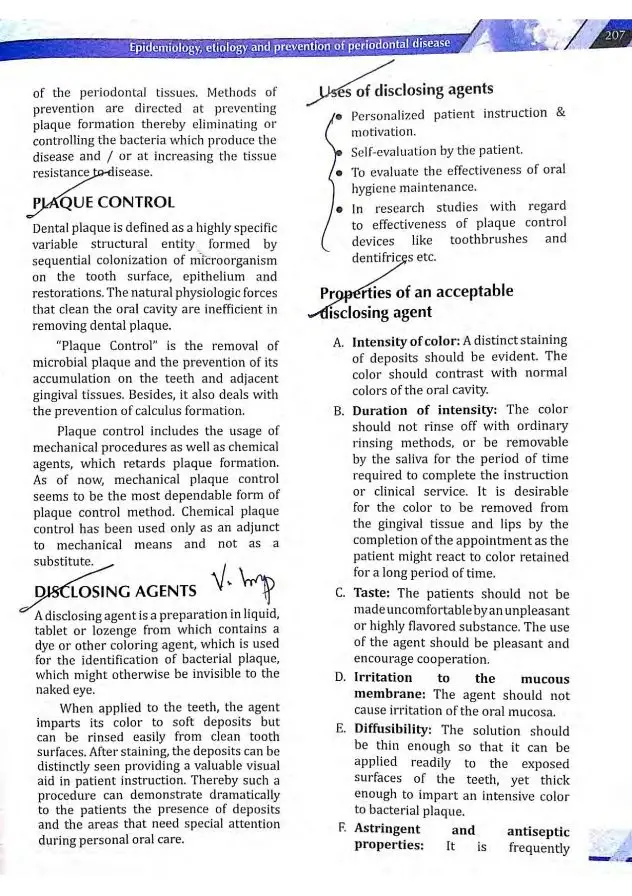 Epidemiology, etiology and prevention of periodontal disease
207
of the periodontal tissues. Methods of
prevention are directed at preventing
plaque formation thereby eliminating or
controlling the bacteria which produce the
disease and / or at increasing the tissue
resistance to disease.
PLAQUE CONTROL
Dental plaque is defined as a highly specific
variable structural entity formed by
sequential colonization of microorganism
on the tooth surface, epithelium and
restorations. The natural physiologic forces
that clean the oral cavity are inefficient in
removing dental plaque.
"Plaque Control" is the removal of
microbial plaque and the prevention of its
accumulation on the teeth and adjacent
gingival tissues. Besides, it also deals with
the prevention of calculus formation.
Plaque control includes the usage of
mechanical procedures as well as chemical
agents, which retards plaque formation.
As of now, mechanical plaque control
seems to be the most dependable form of
plaque control method. Chemical plaque
control has been used only as an adjunct
to mechanical means and not as a
substitute.
DISCLOSING AGENTS V. Imp
A disclosing agent is a preparation in liquid,
tablet or lozenge from which contains a
dye or other coloring agent, which is used
for the identification of bacterial plaque,
which might otherwise be invisible to the
naked eye.
When applied to the teeth, the agent
imparts its color to soft deposits but
can be rinsed easily from clean tooth
surfaces. After staining, the deposits can be
distinctly seen providing a valuable visual
aid in patient instruction. Thereby such a
procedure can demonstrate dramatically
to the patients the presence of deposits
and the areas that need special attention
during personal oral care.
Uses of disclosing agents
• Personalized patient instruction &
motivation.
• Self-evaluation by the patient.
• To evaluate the effectiveness of oral
hygiene maintenance.
• In research studies with regard
to effectiveness of plaque control
devices like toothbrushes and
dentifrices etc.
Properties of an acceptable
disclosing agent
A. Intensity of color: A distinct staining
of deposits should be evident. The
color should contrast with normal
colors of the oral cavity.
B. Duration of intensity: The color
should not rinse off with ordinary
rinsing methods, or be removable
by the saliva for the period of time
required to complete the instruction
or clinical service. It is desirable
for the color to be removed from
the gingival tissue and lips by the
completion of the appointment as the
patient might react to color retained
for a long period of time.
C. Taste: The patients should not be
made uncomfortable by an unpleasant
or highly flavored substance. The use
of the agent should be pleasant and
encourage cooperation.
D. Irritation to the mucous
membrane: The agent should not
cause irritation of the oral mucosa.
E. Diffusibility: The solution should
be thin enough so that it can be
applied readily to the exposed
surfaces of the teeth, yet thick
enough to impart an intensive color
to bacterial plaque.
F. Astringent and antiseptic
properties: It is frequently